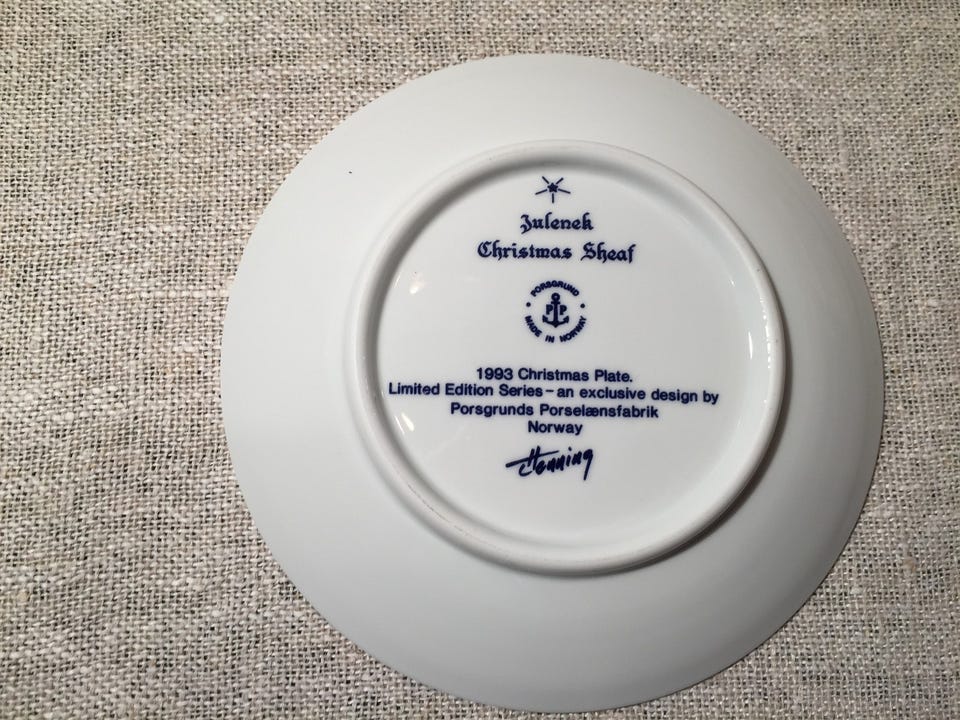 Julenek
Christmas Sheaf
PORSGRUND
PP
MADE IN NORWAY
1993 Christmas Plate.
Limited Edition Series – an exclusive design by
Porsgrunds Porselænsfabrik
Norway
Henning